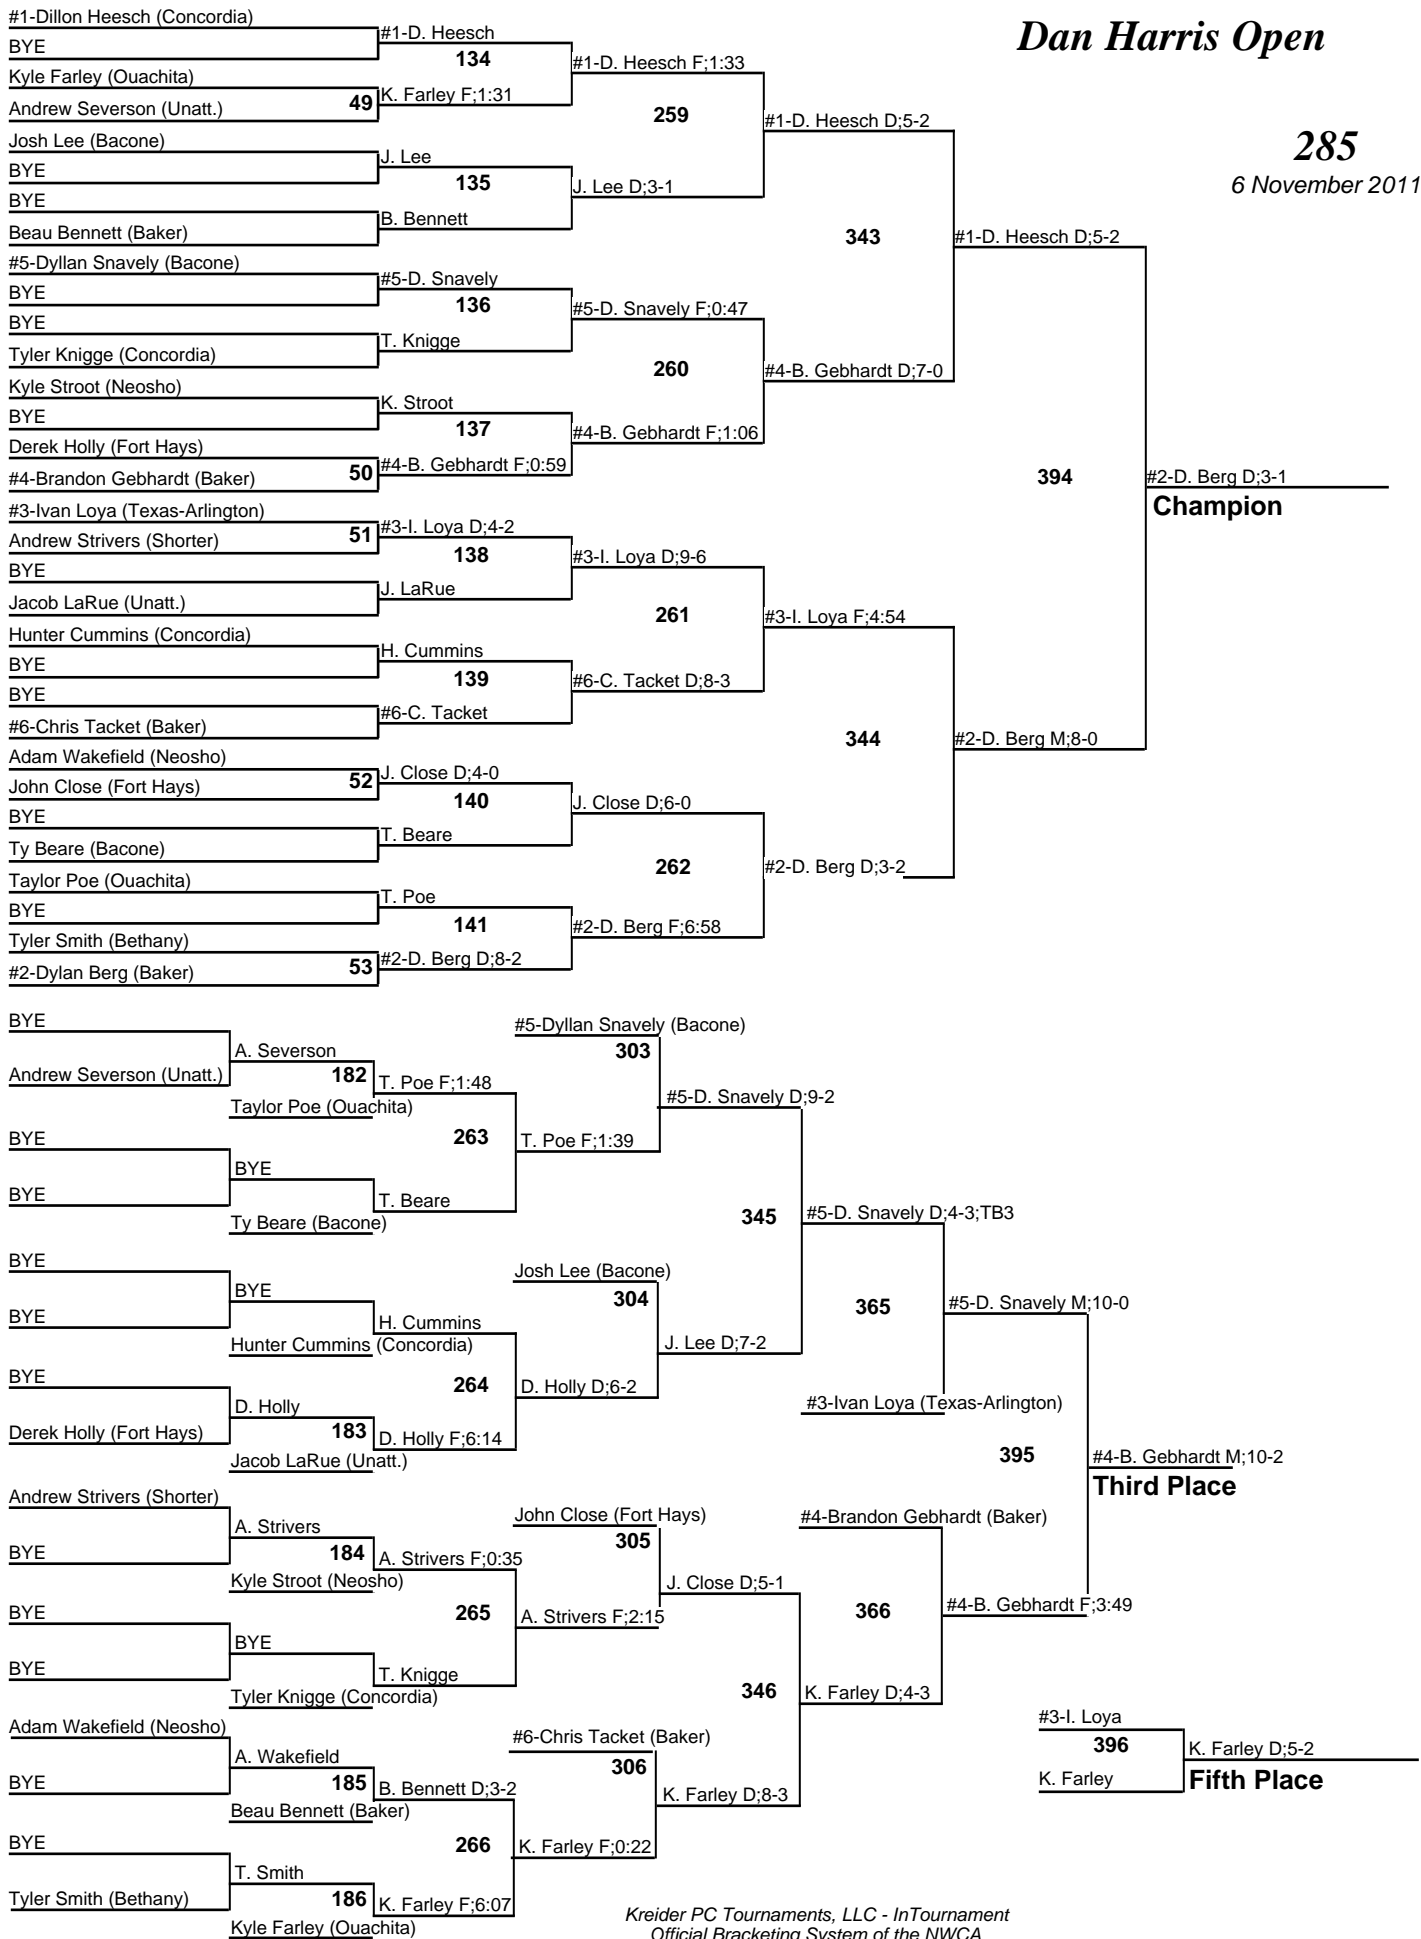 #1-Dillon Heesch (Concordia)
Dan Harris Open
BYE
#1-D. Heesch
134
#1-D. Heesch F;1:33
Kyle Farley (Ouachita)
49
K. Farley F;1:31
Andrew Severson (Unatt.)
259
#1-D. Heesch D;5-2
Josh Lee (Bacone)
285
6 November 2011
BYE
J. Lee
135
J. Lee D;3-1
BYE
B. Bennett
Beau Bennett (Baker)
343
#1-D. Heesch D;5-2
#5-Dyllan Snavely (Bacone)
BYE
#5-D. Snavely
136
#5-D. Snavely F;0:47
BYE
T. Knigge
Tyler Knigge (Concordia)
260
#4-B. Gebhardt D;7-0
Kyle Stroot (Neosho)
BYE
K. Stroot
137
#4-B. Gebhardt F;1:06
Derek Holly (Fort Hays)
50
#4-B. Gebhardt F;0:59
#4-Brandon Gebhardt (Baker)
394
#2-D. Berg D;3-1
Champion
#3-Ivan Loya (Texas-Arlington)
51
#3-I. Loya D;4-2
Andrew Strivers (Shorter)
138
#3-I. Loya D;9-6
BYE
J. LaRue
Jacob LaRue (Unatt.)
261
#3-I. Loya F;4:54
Hunter Cummins (Concordia)
BYE
H. Cummins
139
#6-C. Tacket D;8-3
BYE
#6-C. Tacket
#6-Chris Tacket (Baker)
344
#2-D. Berg M;8-0
Adam Wakefield (Neosho)
52
J. Close D;4-0
John Close (Fort Hays)
140
J. Close D;6-0
BYE
T. Beare
Ty Beare (Bacone)
262
#2-D. Berg D;3-2
Taylor Poe (Ouachita)
BYE
T. Poe
141
#2-D. Berg F;6:58
Tyler Smith (Bethany)
53
#2-D. Berg D;8-2
#2-Dylan Berg (Baker)
BYE
#5-Dyllan Snavely (Bacone)
303
A. Severson
Andrew Severson (Unatt.)
182
T. Poe F;1:48
#5-D. Snavely D;9-2
Taylor Poe (Ouachita)
263
T. Poe F;1:39
BYE
BYE
BYE
T. Beare
Ty Beare (Bacone)
345
#5-D. Snavely D;4-3;TB3
BYE
Josh Lee (Bacone)
304
BYE
365
#5-D. Snavely M;10-0
BYE
H. Cummins
Hunter Cummins (Concordia)
J. Lee D;7-2
BYE
264
D. Holly D;6-2
D. Holly
#3-Ivan Loya (Texas-Arlington)
Derek Holly (Fort Hays)
183
D. Holly F;6:14
Jacob LaRue (Unatt.)
395
#4-B. Gebhardt M;10-2
Third Place
Andrew Strivers (Shorter)
John Close (Fort Hays)
#4-Brandon Gebhardt (Baker)
A. Strivers
305
BYE
184
A. Strivers F;0:35
Kyle Stroot (Neosho)
J. Close D;5-1
BYE
265
A. Strivers F;2:15
366
#4-B. Gebhardt F;3:49
BYE
BYE
T. Knigge
Tyler Knigge (Concordia)
346
K. Farley D;4-3
Adam Wakefield (Neosho)
#6-Chris Tacket (Baker)
#3-I. Loya
A. Wakefield
306
396
K. Farley D;5-2
BYE
185
B. Bennett D;3-2
K. Farley D;8-3
K. Farley
Fifth Place
Beau Bennett (Baker)
BYE
266
K. Farley F;0:22
T. Smith
Tyler Smith (Bethany)
186
K. Farley F;6:07
Kyle Farley (Ouachita)
Kreider PC Tournaments, LLC - InTournament
Official Bracketing System of the NWCA